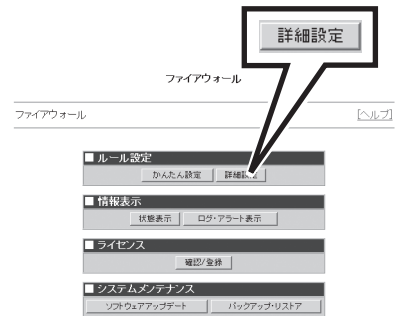 詳細設定
ファイアウォール
ファイアウォール [ヘルプ]
■ ルール設定
かんたん設定 詳細設定
■ 情報表示
状態表示 ログ・アラート表示
■ ライセンス
確認/登録
■ システムメンテナンス
ソフトウェアアップデート バックアップ・リストア